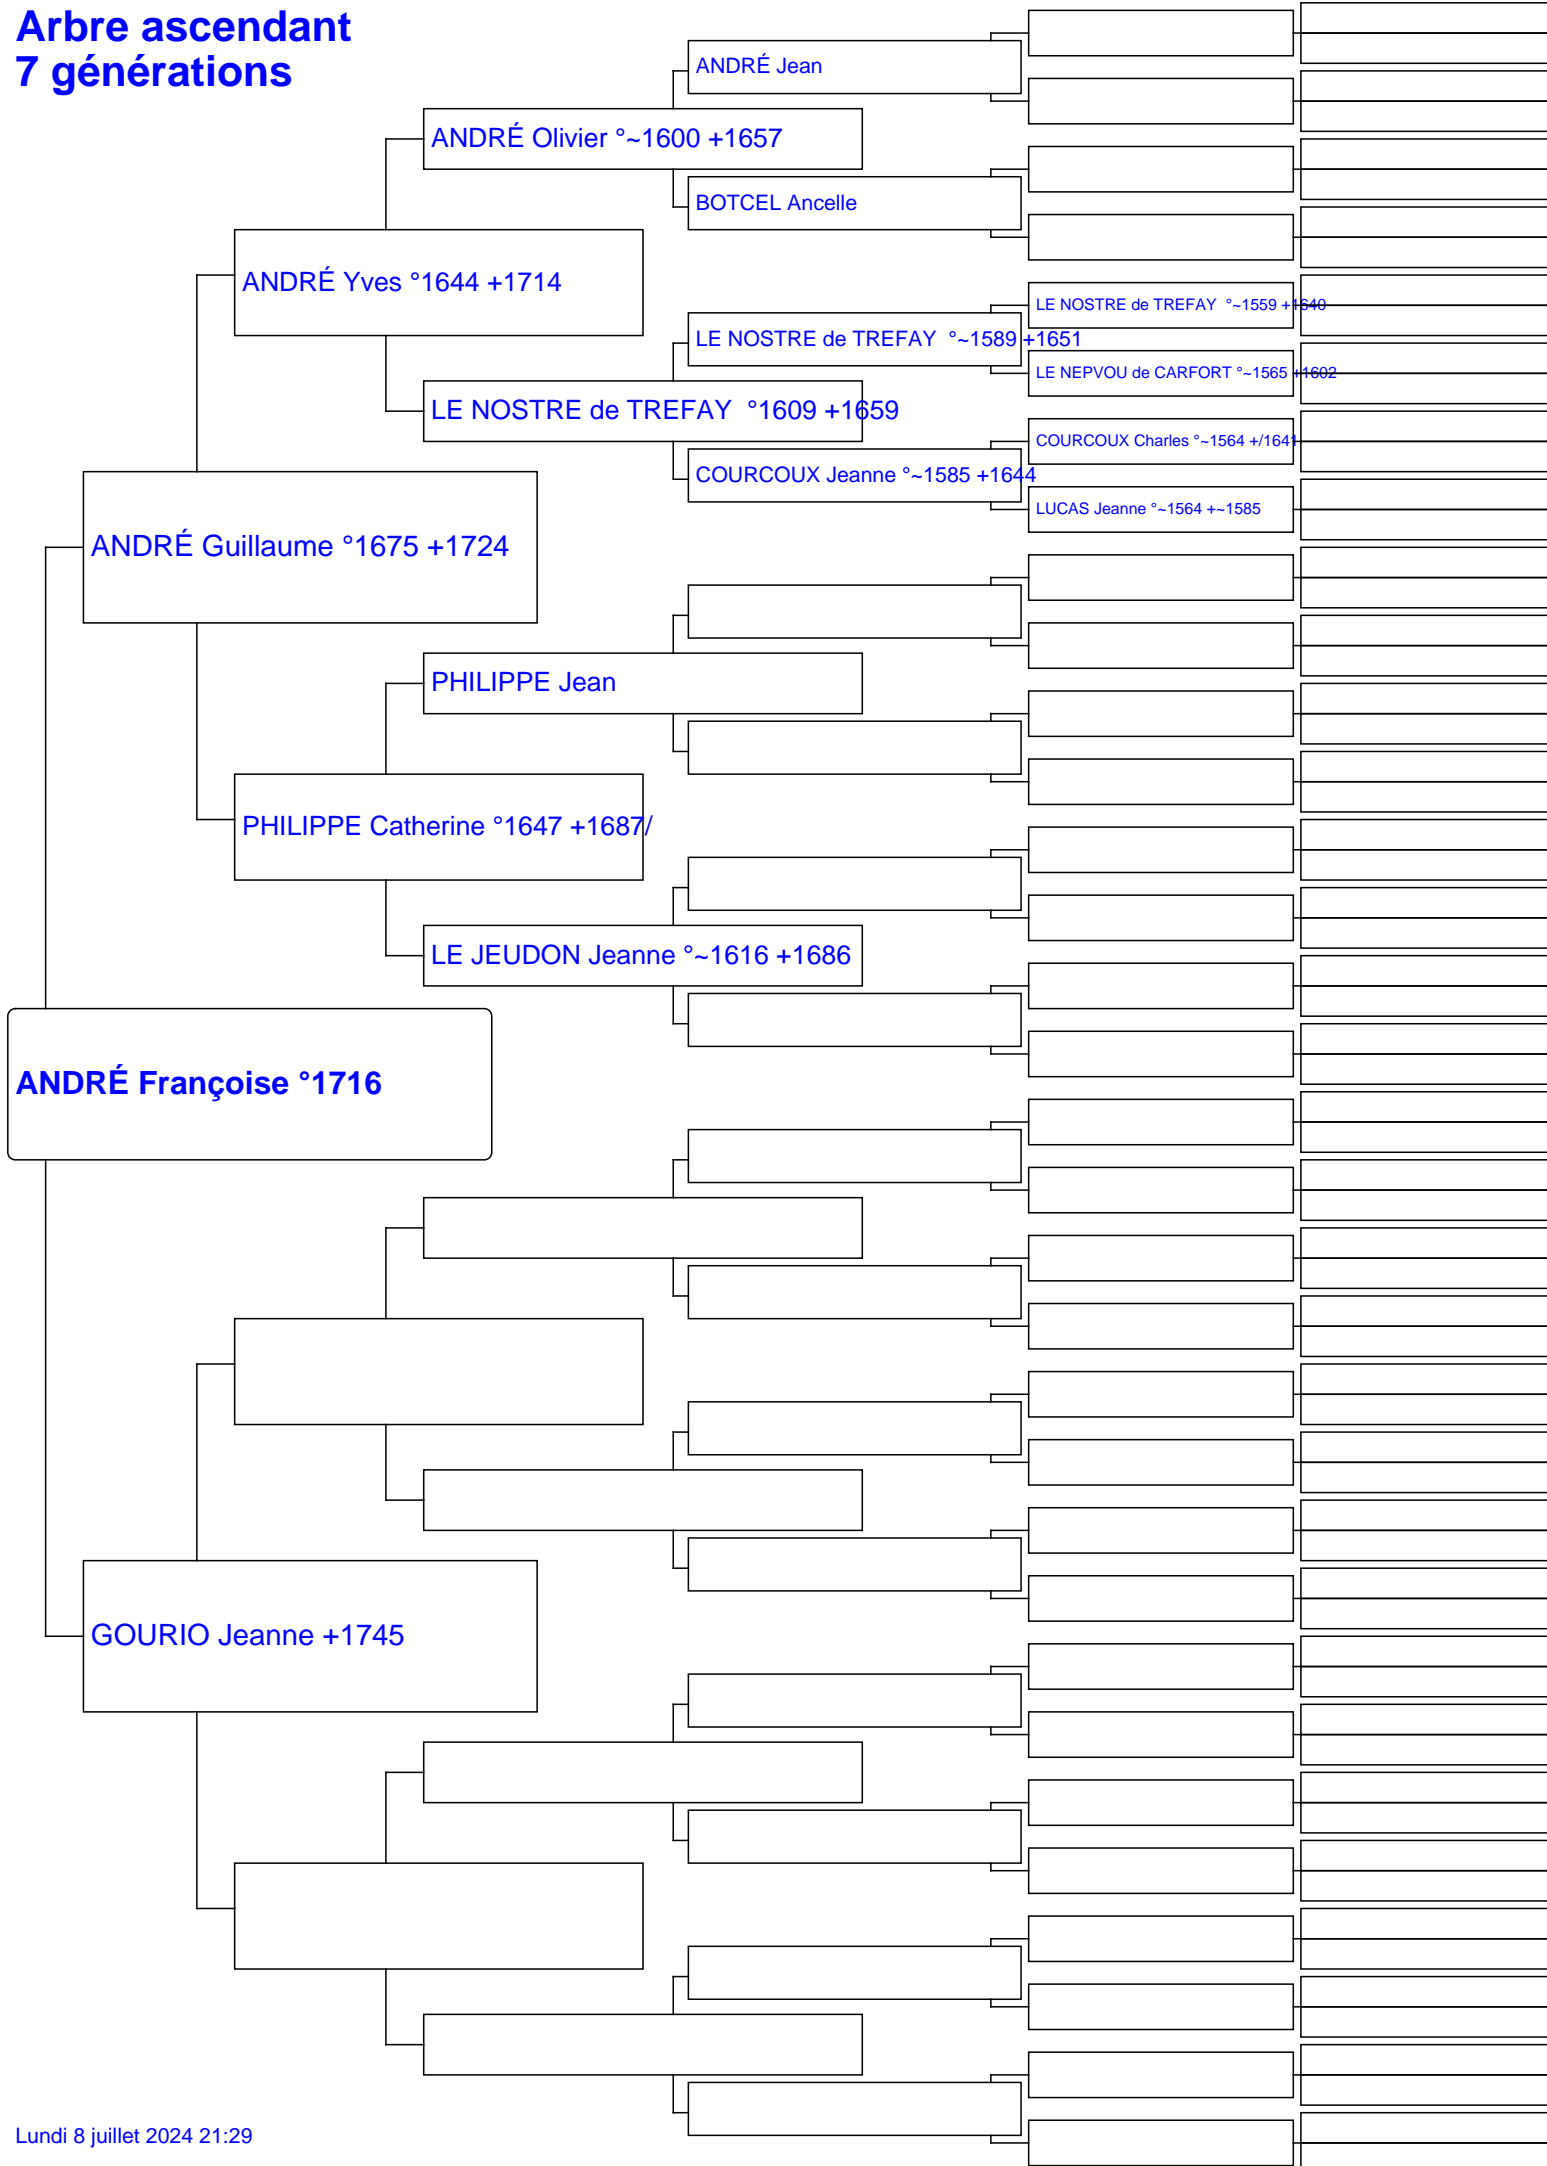 Arbre ascendant
7 générations
ANDRÉ Jean
ANDRÉ Olivier °~1600 +1657
BOTCEL Ancelle
ANDRÉ Yves °1644 +1714
LE NOSTRE de TREFAY °~1559 +1640
LE NOSTRE de TREFAY °~1589 +1651
LE NEPVOU de CARFORT °~1565 +1602
LE NOSTRE de TREFAY °1609 +1659
COURCOUX Charles °~1564 +/1641
COURCOUX Jeanne °~1585 +1644
LUCAS Jeanne °~1564 +~1585
ANDRÉ Guillaume °1675 +1724
PHILIPPE Jean
PHILIPPE Catherine °1647 +1687/
LE JEUDON Jeanne °~1616 +1686
ANDRÉ Françoise °1716
GOURIO Jeanne +1745
Lundi 8 juillet 2024 21:29